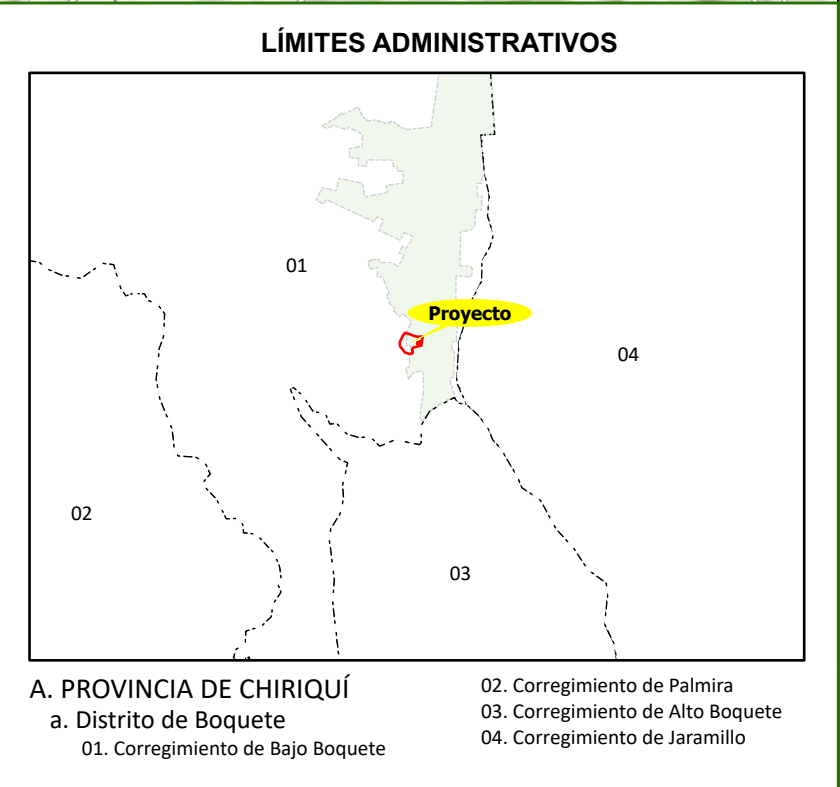 LÍMITES ADMINISTRATIVOS
01
Proyecto
04
02
03
A. PROVINCIA DE CHIRIQUÍ
a. Distrito de Boquete
01. Corregimiento de Bajo Boquete
02. Corregimiento de Palmira
03. Corregimiento de Alto Boquete
04. Corregimiento de Jaramillo